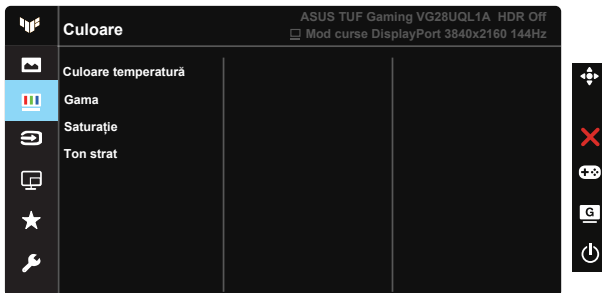 Culoare
ASUS TUF Gaming VG28UQL1A HDR Off
Mod curse DisplayPort 3840x2160 144Hz
Culoare temperatură
Gama
Saturație
Ton strat
G